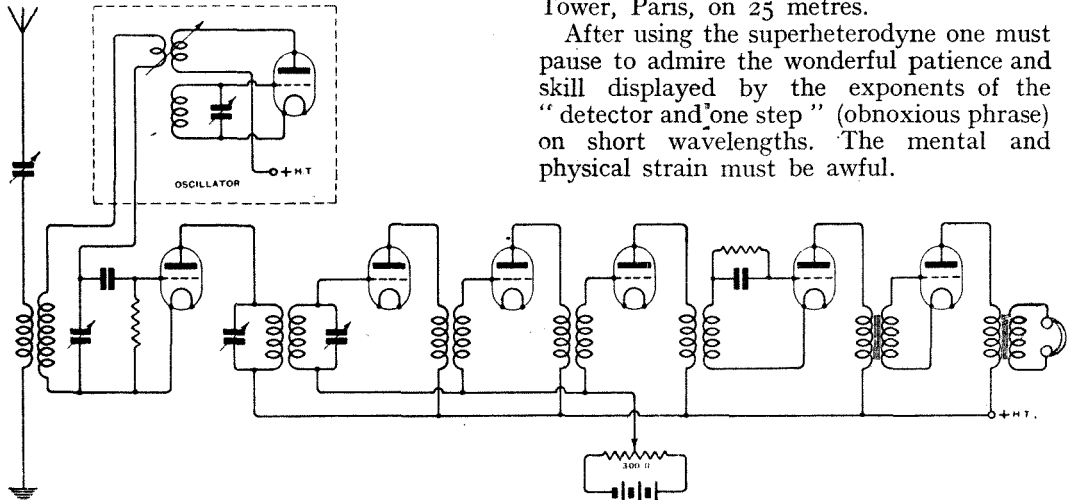 Tower, Paris, on 25 metres.
After using the superheterodyne one must
pause to admire the wonderful patience and
skill displayed by the exponents of the
“ detector and one step ” (obnoxious phrase)
on short wavelengths. The mental and
physical strain must be awful.
+ H.T
OSCILLATOR
+ H.T.
300 Ω